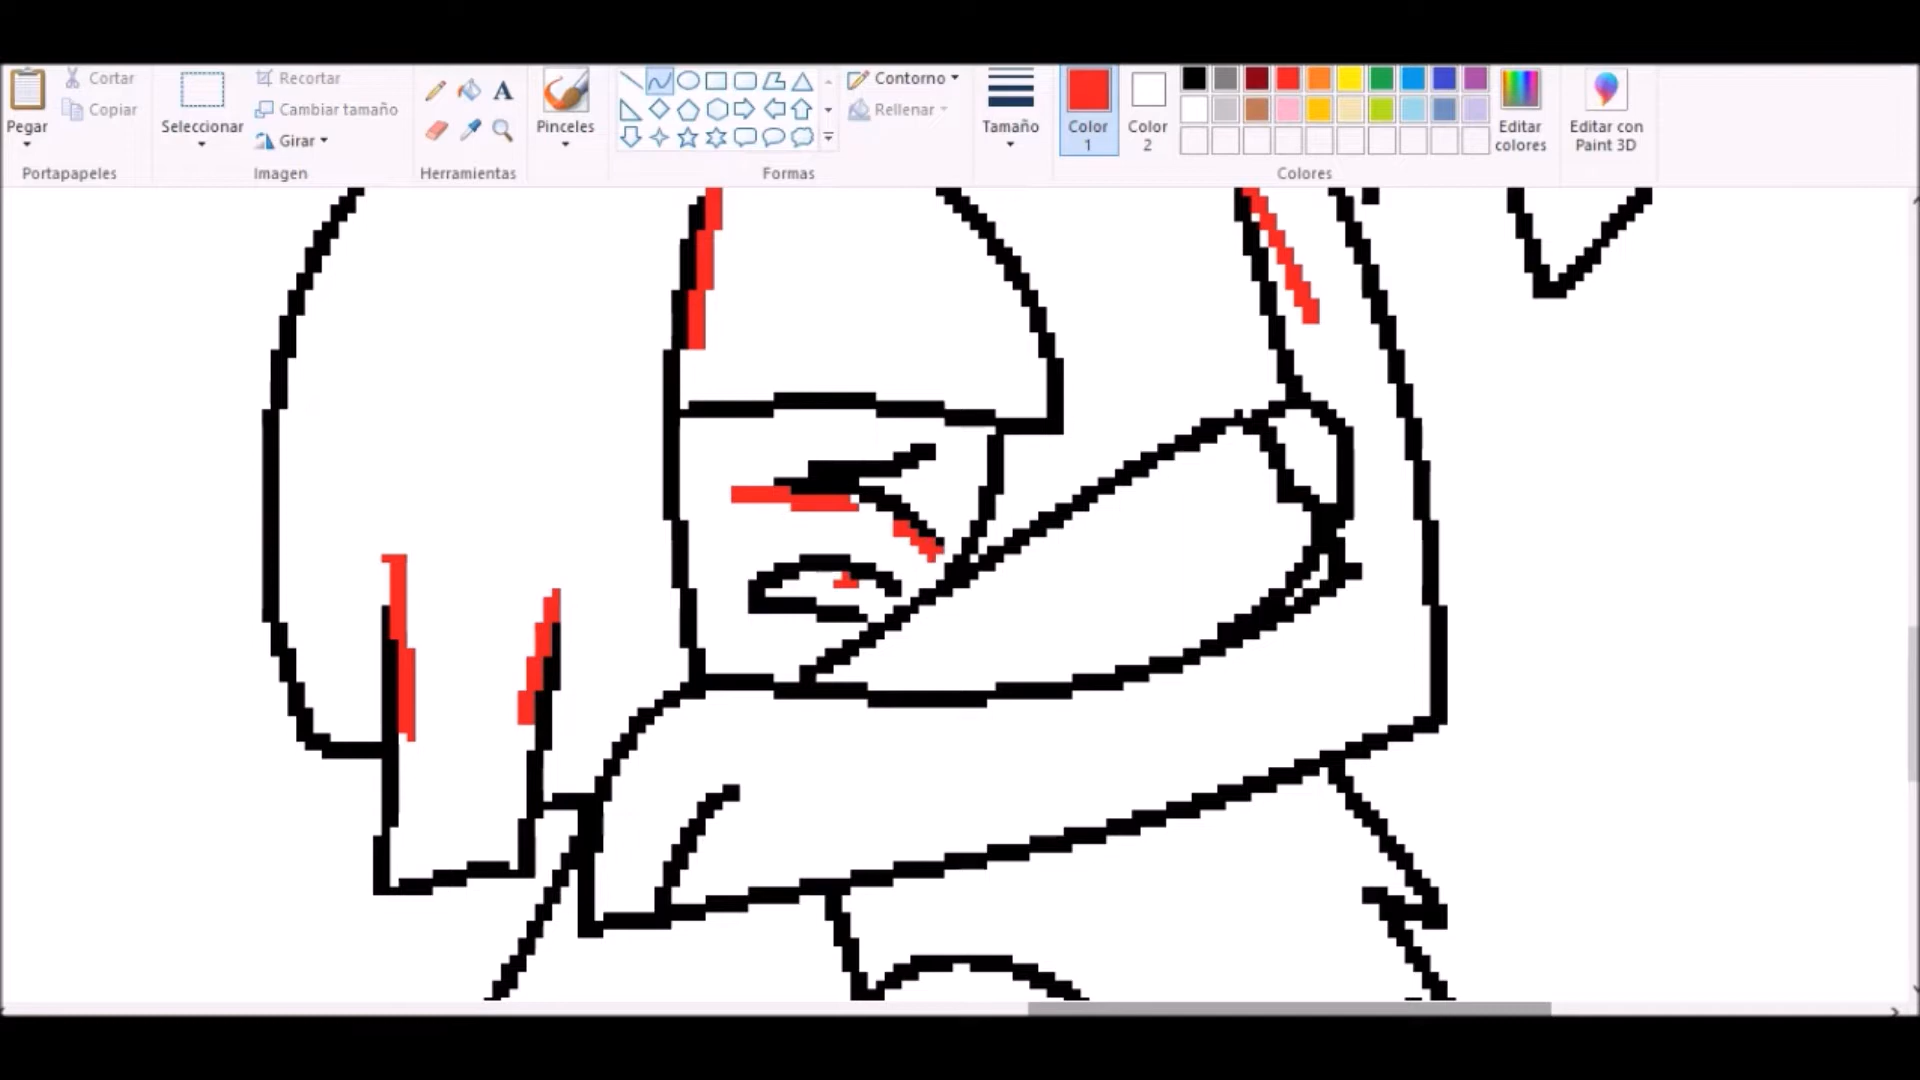 Pegar
Cortar
Copiar
Portapapeles
Seleccionar
Recortar
Cambiar tamaño
Girar
Imagen
A
Herramientas
Pinceles
Formas
Contorno
Rellenar
Tamaño
Color
1
Color
2
Colores
Editar
colores
Editar con
Paint 3D